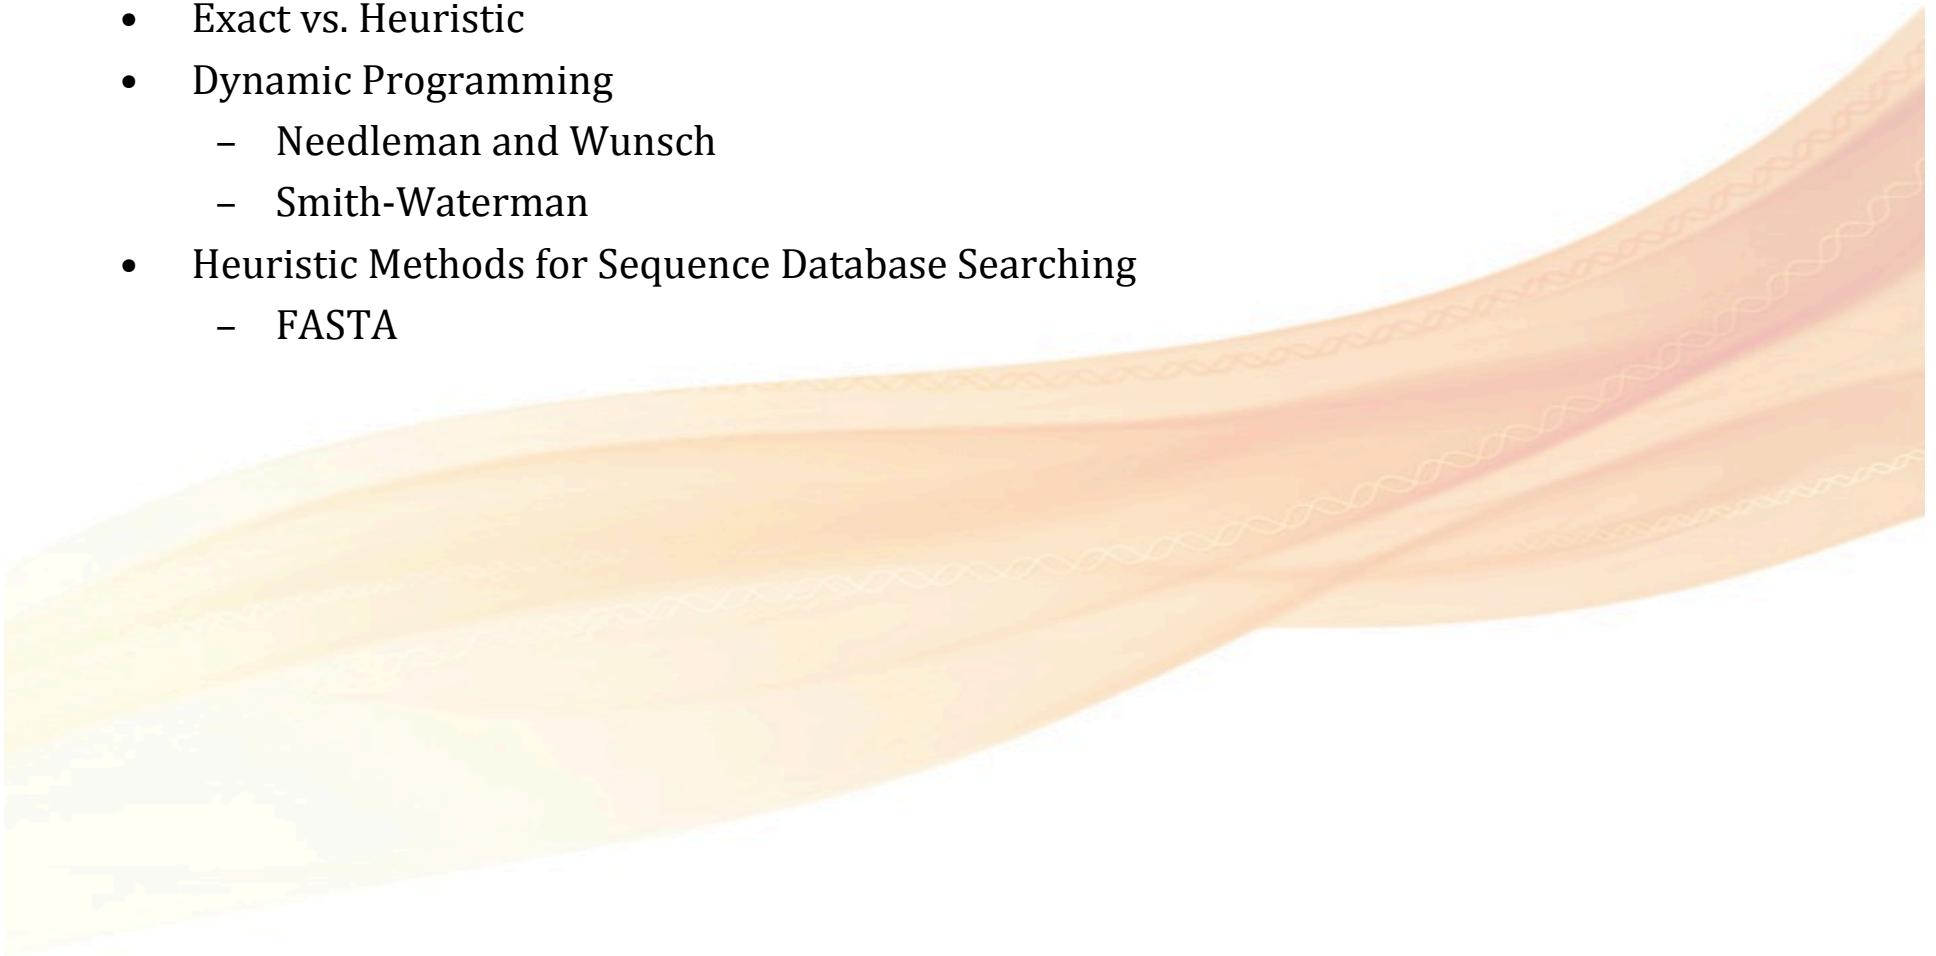 • Exact vs. Heuristic
• Dynamic Programming
– Needleman and Wunsch
– Smith-Waterman
• Heuristic Methods for Sequence Database Searching
– FASTA